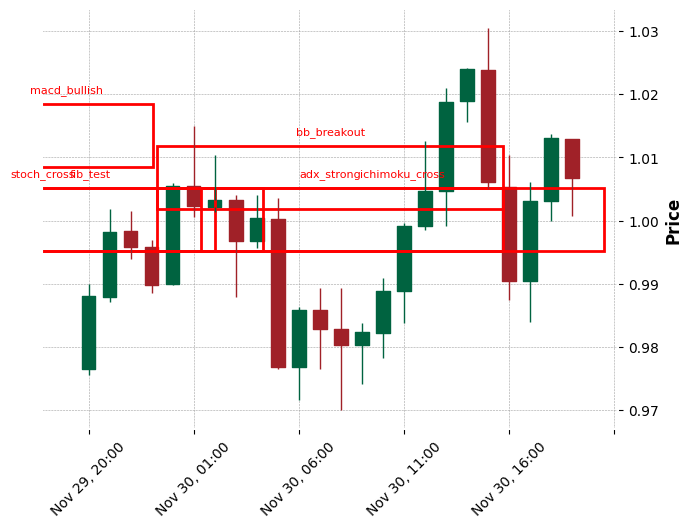 1.03
macd_bullish
1.02
bb_breakout
1.01
stoch_cross
fib_test
adx_strong
ichimoku_cross
1.00
0.99
0.98
0.97
Price
Nov 29, 20:00
Nov 30, 01:00
Nov 30, 06:00
Nov 30, 11:00
Nov 30, 16:00